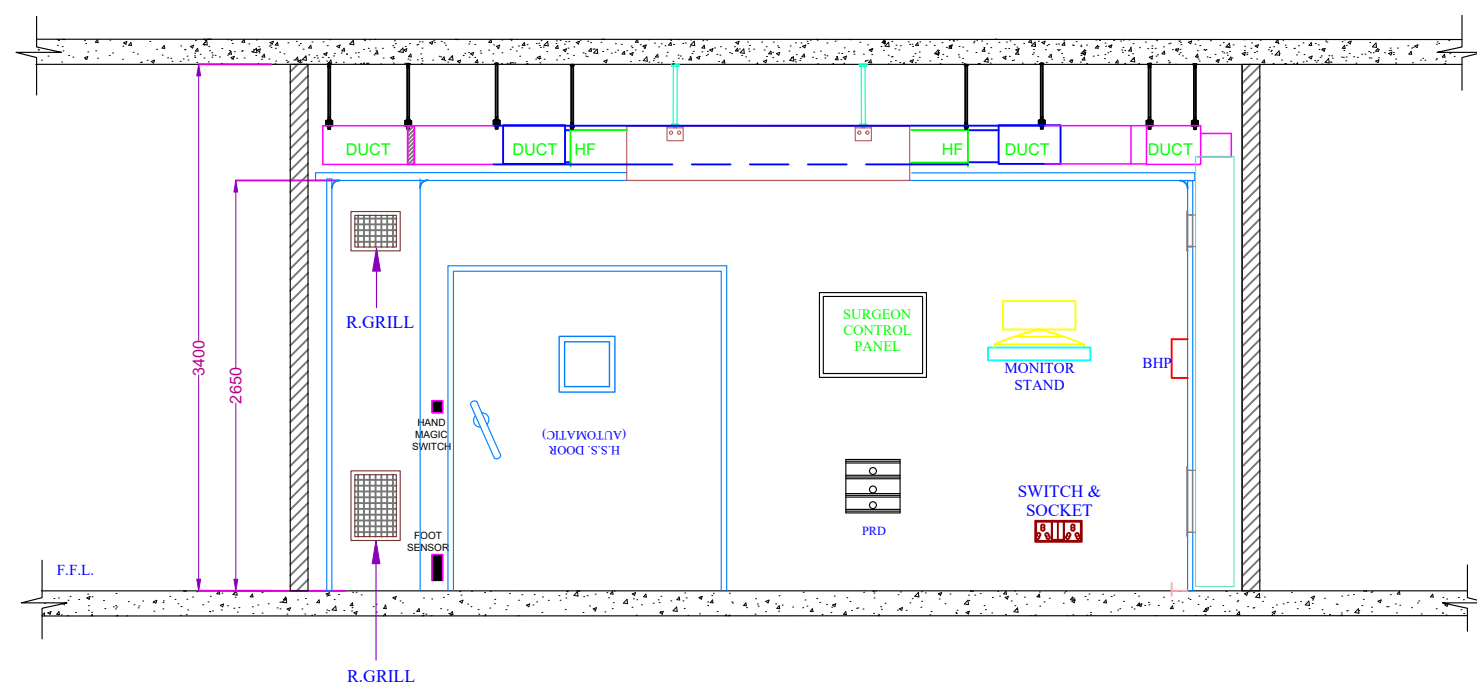 DUCT
DUCT
HF
HF
DUCT
DUCT
3400
2650
R.GRILL
SURGEON
CONTROL
PANEL
MONITOR
STAND
BHP
HAND
MAGIC
SWITCH
H.S.S. DOOR
(AUTOMATIC)
SWITCH &
SOCKET
PRD
FOOT
SENSOR
F.F.L.
R.GRILL